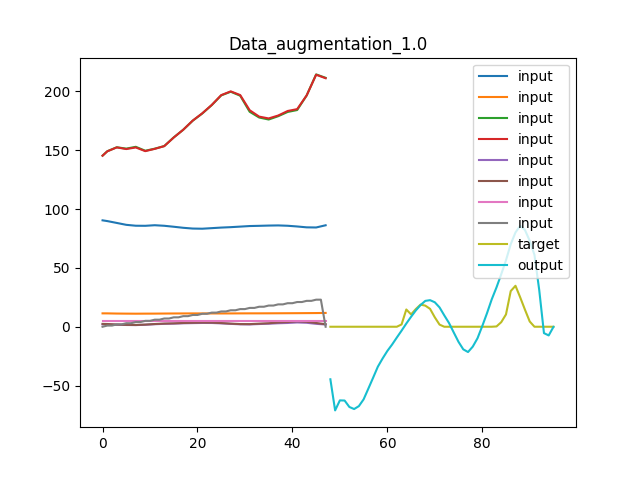 Data_augmentation_1.0
input
input
input
input
input
input
input
input
target
output
200
150
100
50
0
−50
0
20
40
60
80